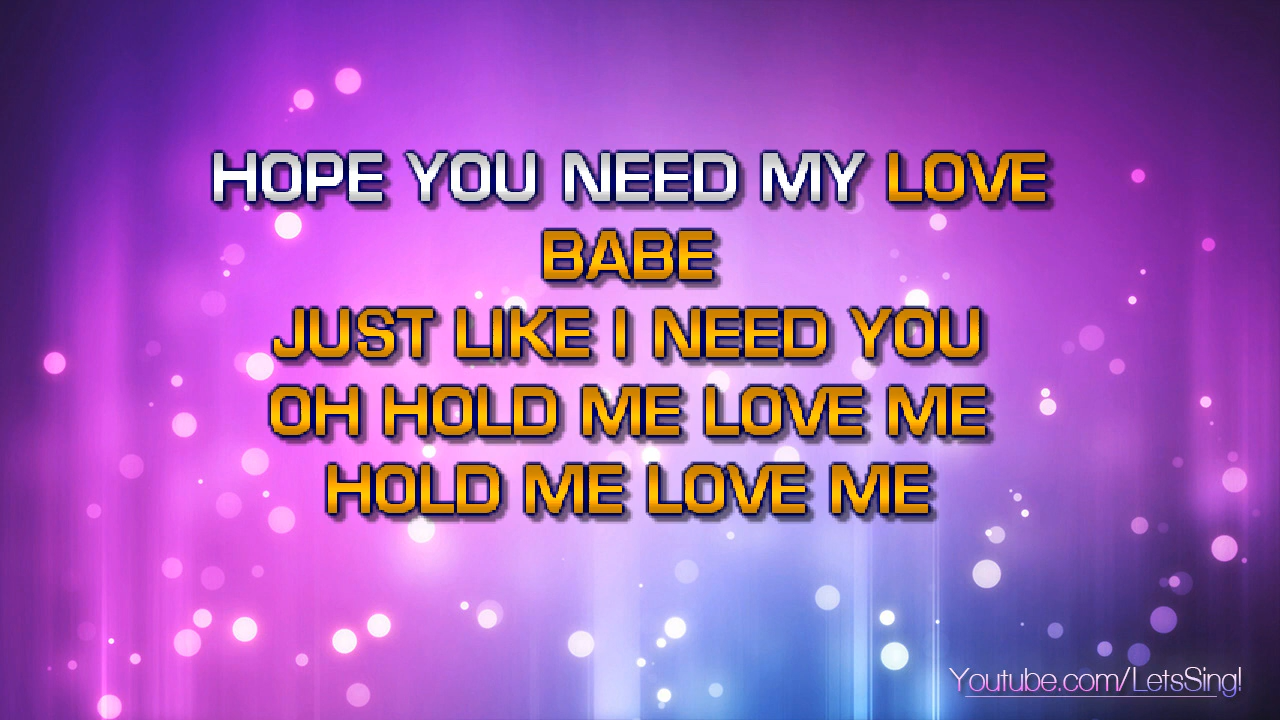 HOPE YOU NEED MY LOVE
BABE
JUST LIKE I NEED YOU
OH HOLD ME LOVE ME
HOLD ME LOVE ME
Youtube.com/LetsSing!